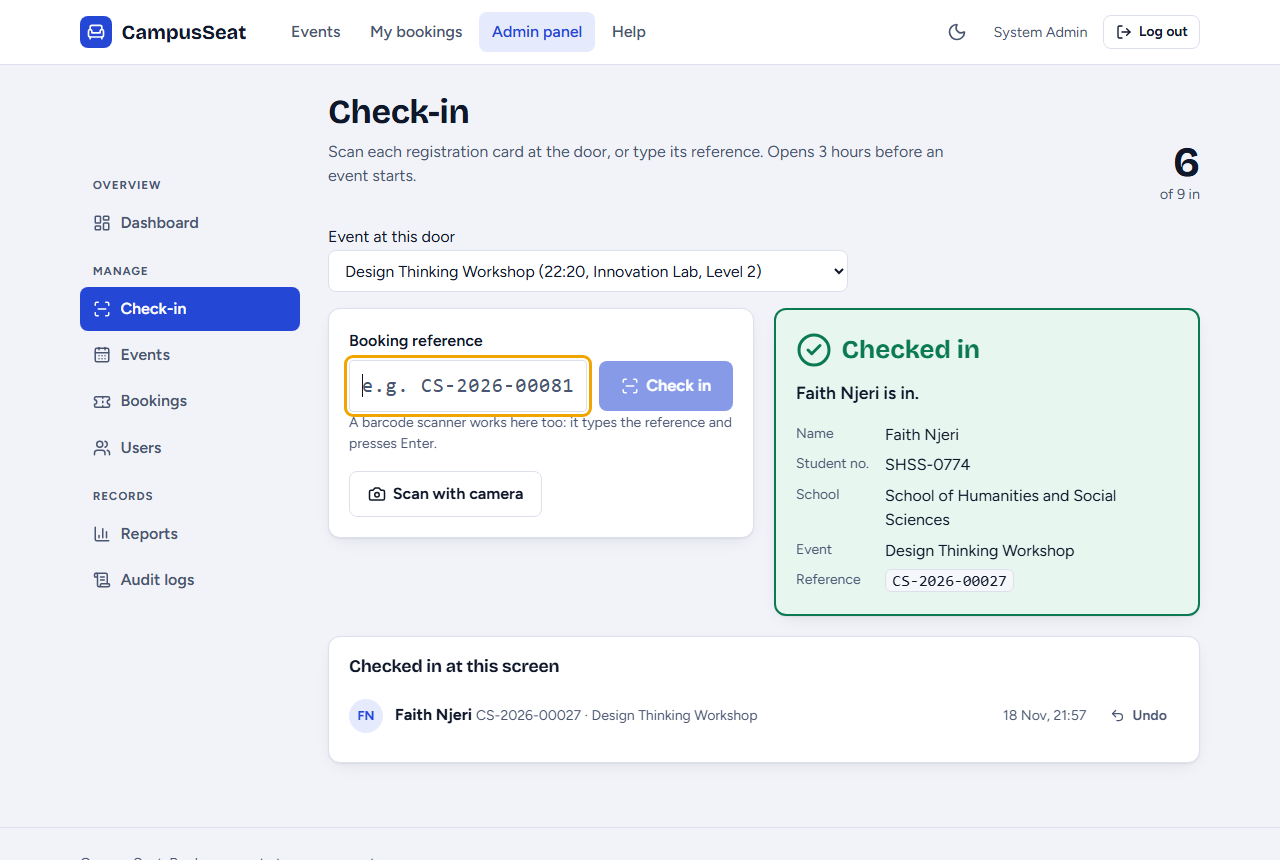 CampusSeat
Events
My bookings
Admin panel
Help
System Admin
Log out
OVERVIEW
Dashboard
MANAGE
Check-in
Events
Bookings
Users
RECORDS
Reports
Audit logs
Check-in
Scan each registration card at the door, or type its reference. Opens 3 hours before an
event starts.
6
of 9 in
Event at this door
Design Thinking Workshop (22:20, Innovation Lab, Level 2)
Booking reference
e.g. CS-2026-00081
Check in
A barcode scanner works here too: it types the reference and
presses Enter.
Scan with camera
Checked in
Faith Njeri is in.
Name Faith Njeri
Student no. SHSS-0774
School School of Humanities and Social
Sciences
Event Design Thinking Workshop
Reference CS-2026-00027
Checked in at this screen
FN Faith Njeri CS-2026-00027 · Design Thinking Workshop 18 Nov, 21:57 Undo